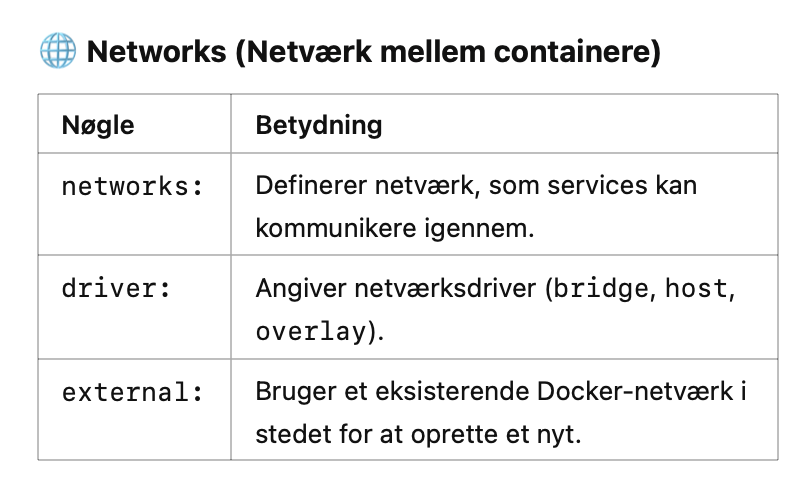 🌐 Networks (Netværk mellem containere)
Nøgle Betydning
networks: Definerer netværk, som services kan
kommunikere igennem.
driver: Angiver netværksdriver (bridge, host,
overlay).
external: Bruger et eksisterende Docker-netværk i
stedet for at oprette et nyt.